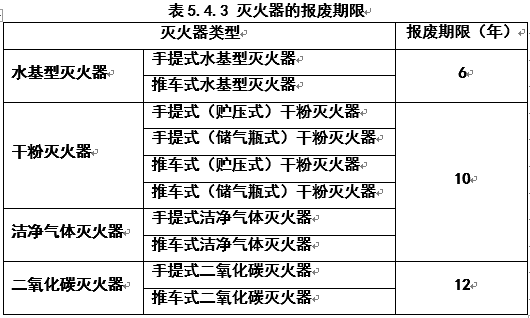 表5.4.3 灭火器的报废期限
灭火器类型 报废期限（年）
水基型灭火器 手提式水基型灭火器 6
推车式水基型灭火器
干粉灭火器 手提式（贮压式）干粉灭火器 10
手提式（储气瓶式）干粉灭火器
推车式（贮压式）干粉灭火器
推车式（储气瓶式）干粉灭火器
洁净气体灭火器 手提式洁净气体灭火器
推车式洁净气体灭火器
二氧化碳灭火器 手提式二氧化碳灭火器 12
推车式二氧化碳灭火器